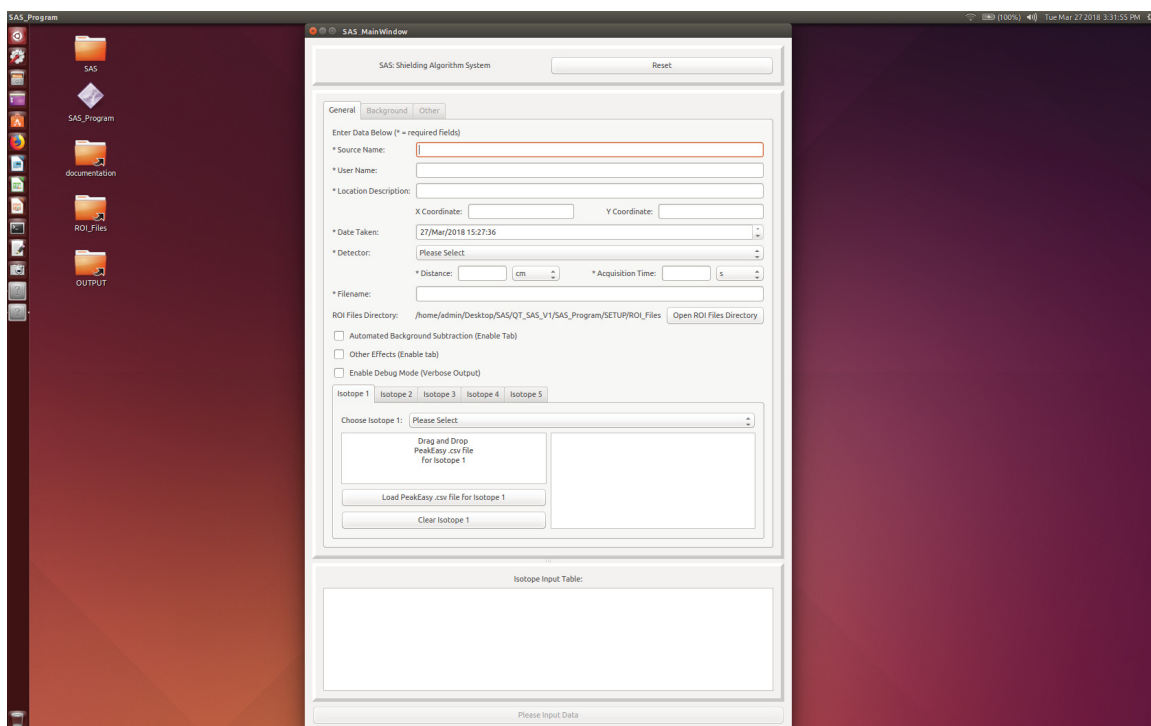 SAS_Program
(100%) Tue Mar 27 2018 3:31:55 PM
SAS_MainWindow
SAS
SAS_Program
documentation
ROI_Files
OUTPUT
SAS: Shielding Algorithm System Reset
General Background Other
Enter Data Below (* = required fields)
* Source Name:
* User Name:
* Location Description:
X Coordinate: Y Coordinate:
* Date Taken: 27/Mar/2018 15:27:36
* Detector: Please Select
* Distance: cm * Acquisition Time: s
* Filename:
ROI Files Directory: /home/admin/Desktop/SAS/QT_SAS_V1/SAS_Program/SETUP/ROI_Files Open ROI Files Directory
Automated Background Subtraction (Enable Tab)
Other Effects (Enable tab)
Enable Debug Mode (Verbose Output)
Isotope 1 Isotope 2 Isotope 3 Isotope 4 Isotope 5
Choose Isotope 1: Please Select
Drag and Drop
PeakEasy .csv file
for Isotope 1
Load PeakEasy .csv file for Isotope 1
Clear Isotope 1
Isotope Input Table:
Please Input Data